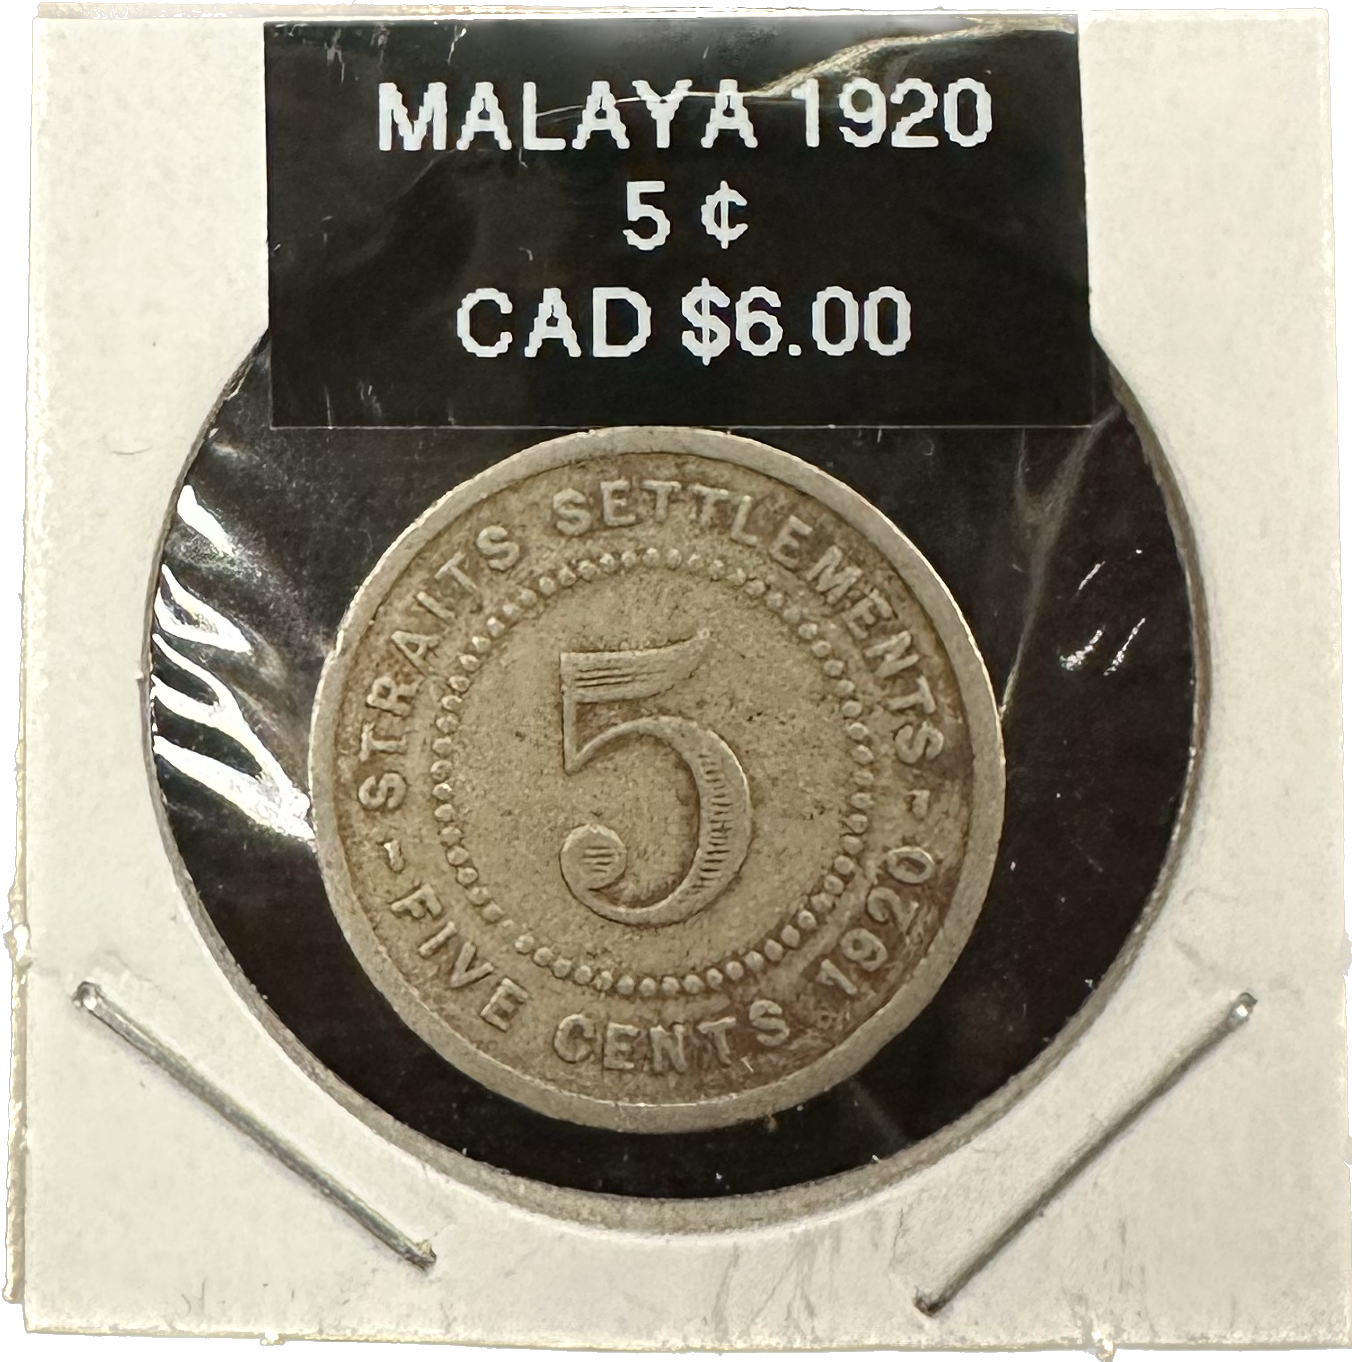 MALAYA 1920
5 ¢
CAD $6.00
STRAITS SETTLEMENTS
5
FIVE CENTS 1920